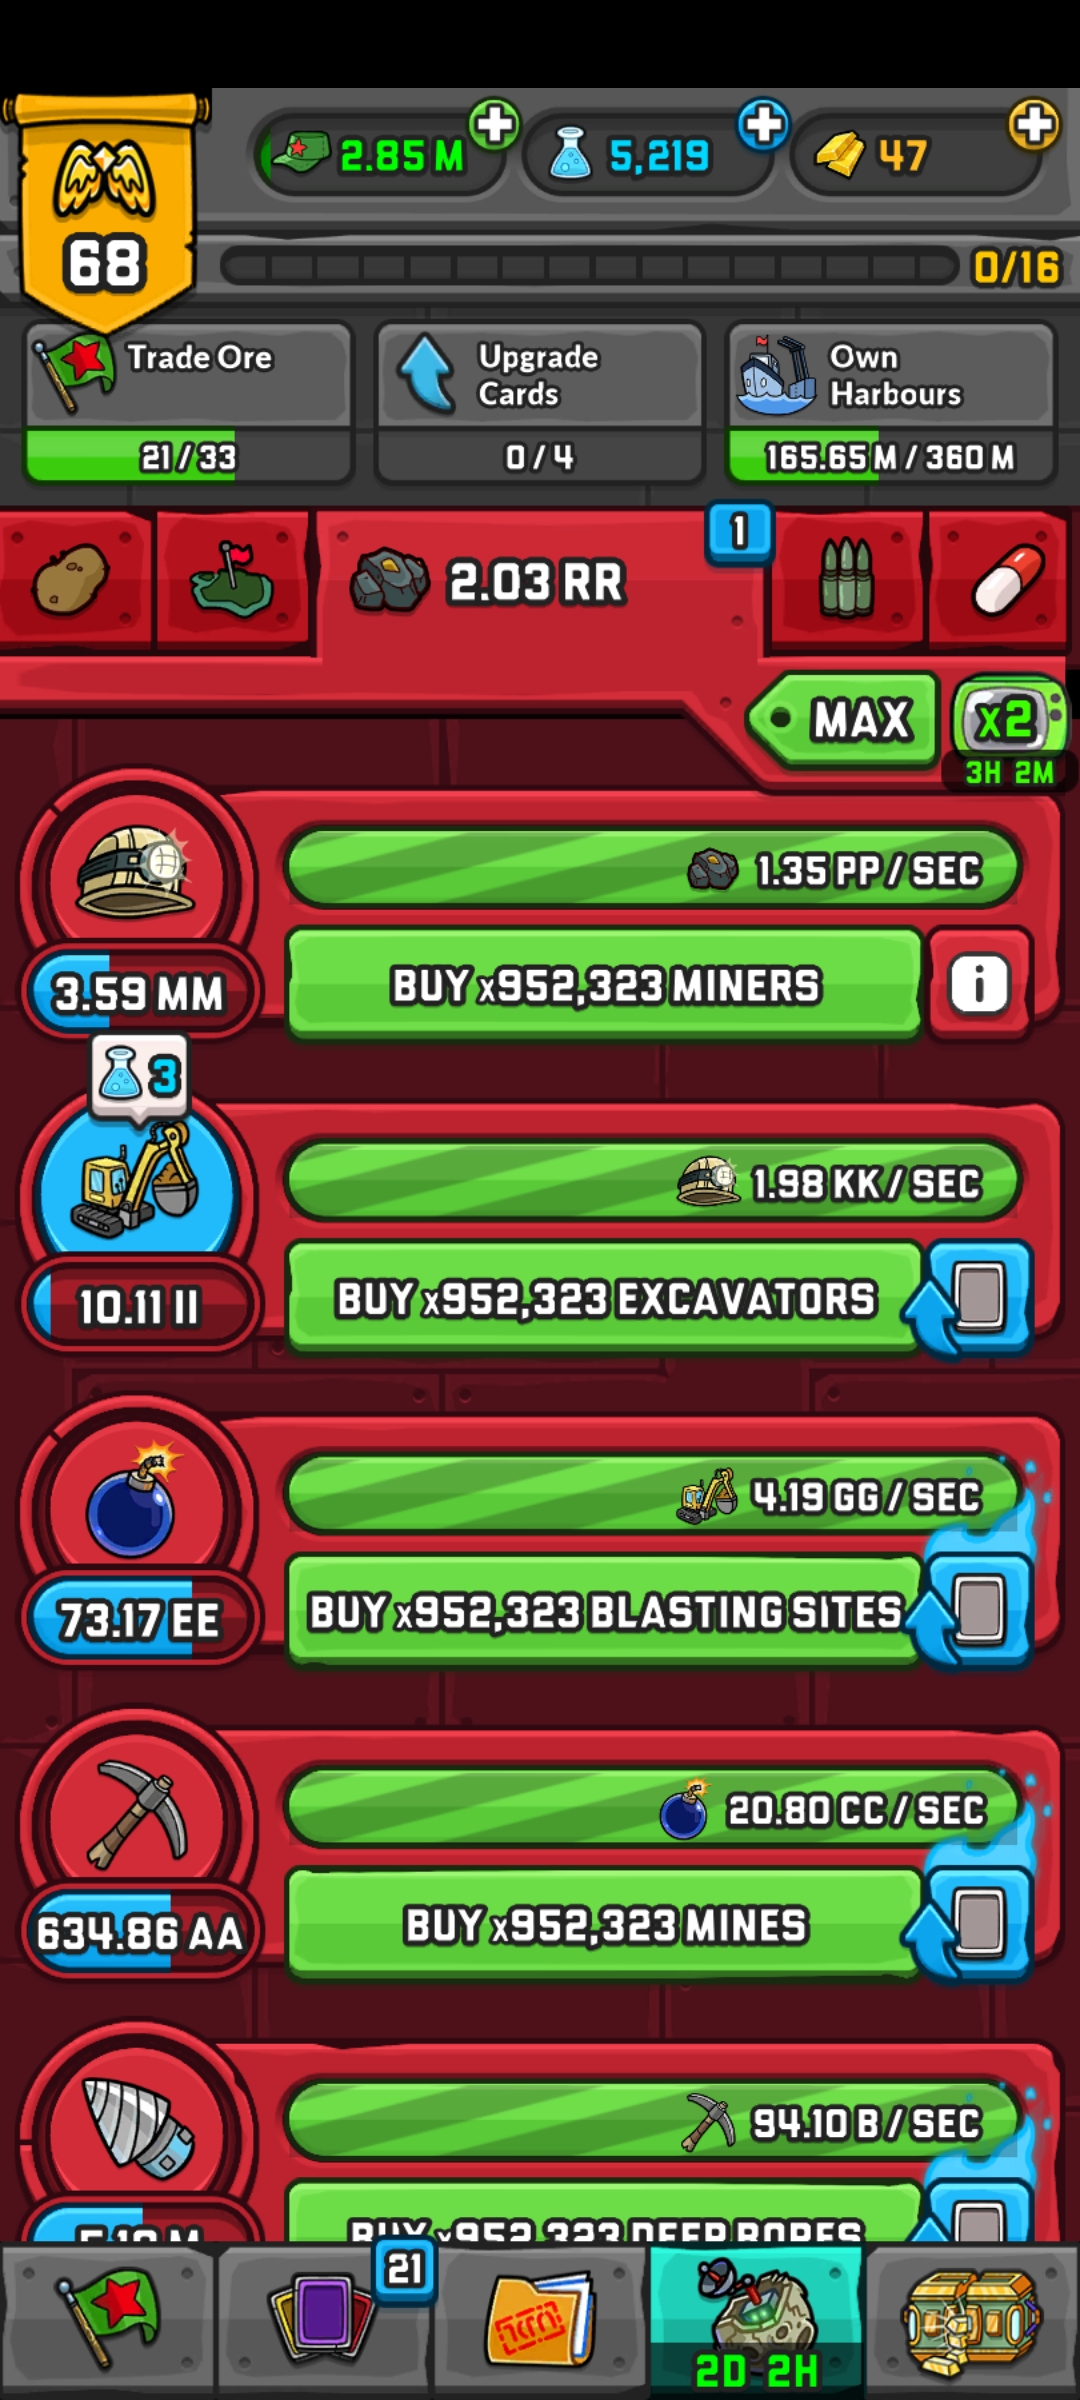 68
2.85 M
5,219
47
0/16
Trade Ore
21 / 33
Upgrade
Cards
0 / 4
Own
Harbours
165.65 M / 360 M
2.03 RR
1
MAX
x2
3H 2M
1.35 PP / SEC
3.59 MM
BUY x952,323 MINERS
i
3
1.98 KK / SEC
10.11 II
BUY x952,323 EXCAVATORS
4.19 GG / SEC
73.17 EE
BUY x952,323 BLASTING SITES
20.80 CC / SEC
634.86 AA
BUY x952,323 MINES
94.10 B / SEC
BUY x952,323 DEEP BORES
21
2D 2H